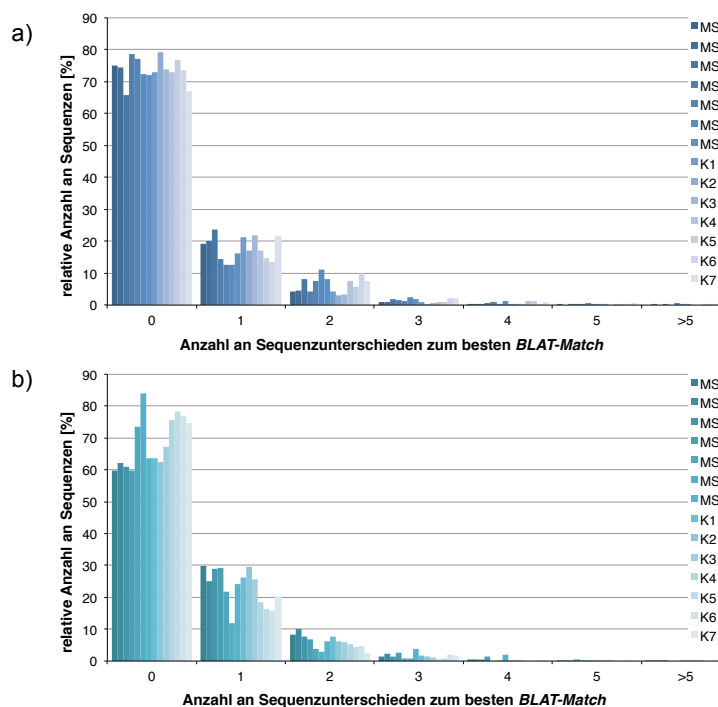 a)
90
80
70
60
50
40
30
20
10
0
relative Anzahl an Sequenzen [%]
0 1 2 3 4 5 >5
Anzahl an Sequenzunterschieden zum besten BLAT-Match
MS
MS
MS
MS
MS
MS
MS
K1
K2
K3
K4
K5
K6
K7
b)
90
80
70
60
50
40
30
20
10
0
relative Anzahl an Sequenzen [%]
0 1 2 3 4 5 >5
Anzahl an Sequenzunterschieden zum besten BLAT-Match
MS
MS
MS
MS
MS
MS
MS
K1
K2
K3
K4
K5
K6
K7